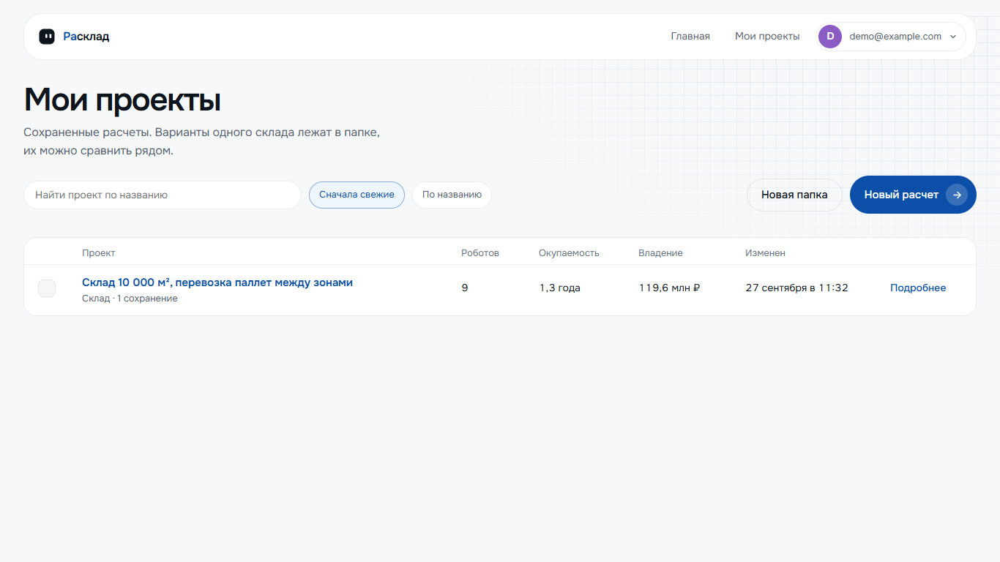 Расклад
Главная
Мои проекты
D
demo@example.com
Мои проекты
Сохраненные расчеты. Варианты одного склада лежат в папке,
их можно сравнить рядом.
Найти проект по названию
Сначала свежие
По названию
Новая папка
Новый расчет
Проект
Роботов
Окупаемость
Владение
Изменен
Склад 10 000 м², перевозка паллет между зонами
Склад · 1 сохранение
9
1,3 года
119,6 млн ₽
27 сентября в 11:32
Подробнее